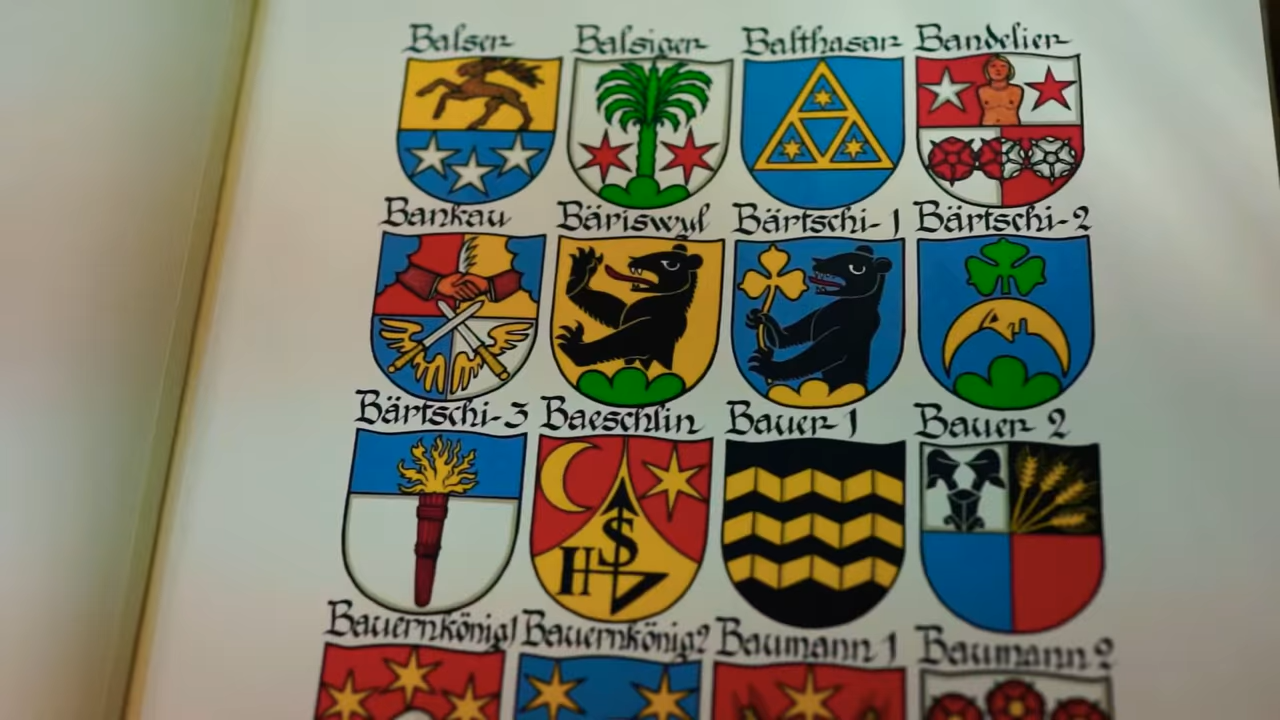 Balser Balsiger Balthasar Bandelier
Bankau Bäriswyl Bärtschi-1 Bärtschi-2
Bärtschi-3 Baeschlin Bauer 1 Bauer 2
HS
Bauernkönig1 Bauernkönig2 Baumann 1 Baumann 2